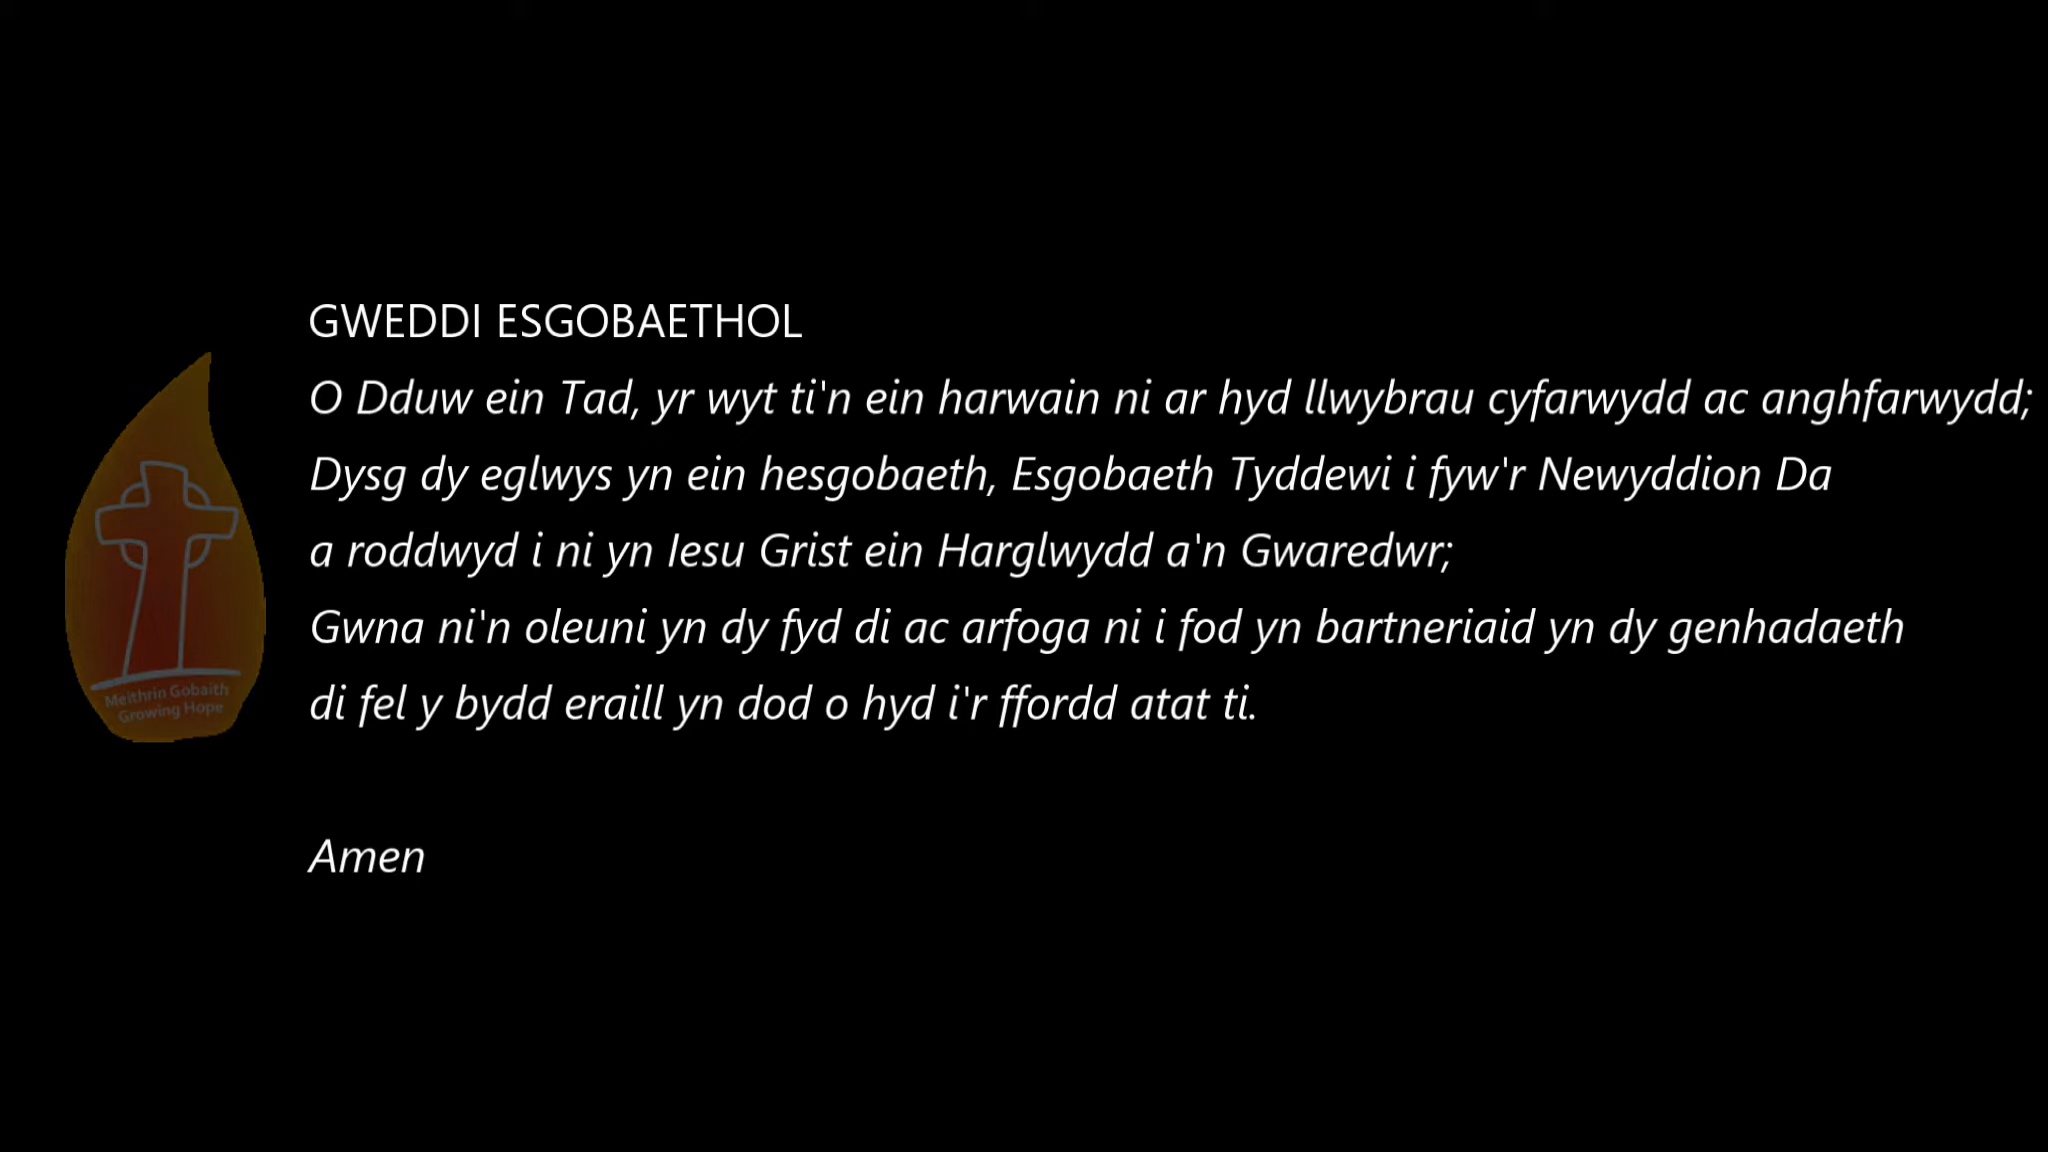 GWEDDI ESGOBAETHOL
O Dduw ein Tad, yr wyt ti'n ein harwain ni ar hyd llwybrau cyfarwydd ac anghfarwydd;
Dysg dy eglwys yn ein hesgobaeth, Esgobaeth Tyddewi i fyw'r Newyddion Da
a roddwyd i ni yn Iesu Grist ein Harglwydd a'n Gwaredwr;
Gwna ni'n oleuni yn dy fyd di ac arfoga ni i fod yn bartneriaid yn dy genhadaeth
di fel y bydd eraill yn dod o hyd i'r ffordd atat ti.
Amen
Meithrin Gobaith
Growing Hope